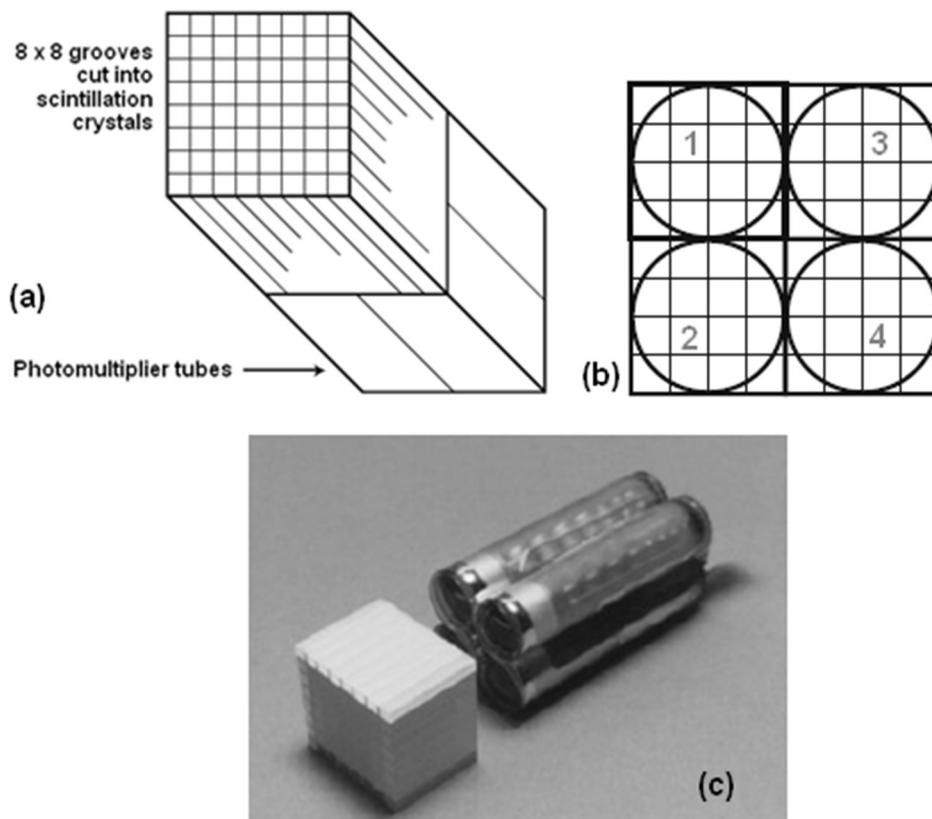 8 x 8 grooves
cut into
scintillation
crystals
(a)
Photomultiplier tubes
1
3
2
4
(b)
(c)